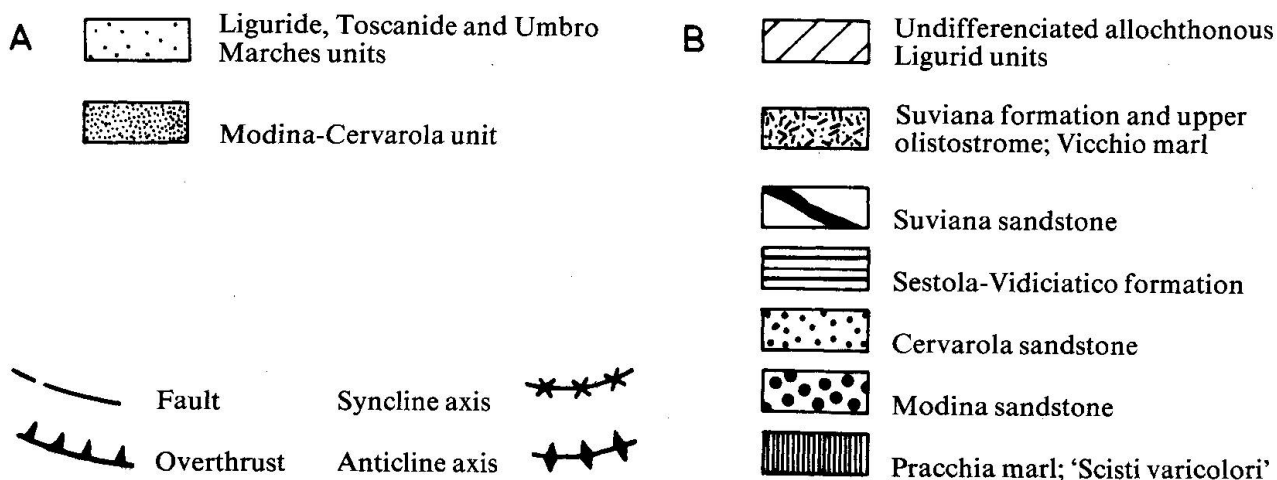 A
Liguride, Toscanide and Umbro
Marches units
Modina-Cervarola unit
Fault
Syncline axis
Overthrust
Anticline axis
B
Undifferenciated allochthonous
Ligurid units
Suviana formation and upper
olistostrome; Vicchio marl
Suviana sandstone
Sestola-Vidiciatico formation
Cervarola sandstone
Modina sandstone
Pracchia marl; ‘Scisti varicolori’